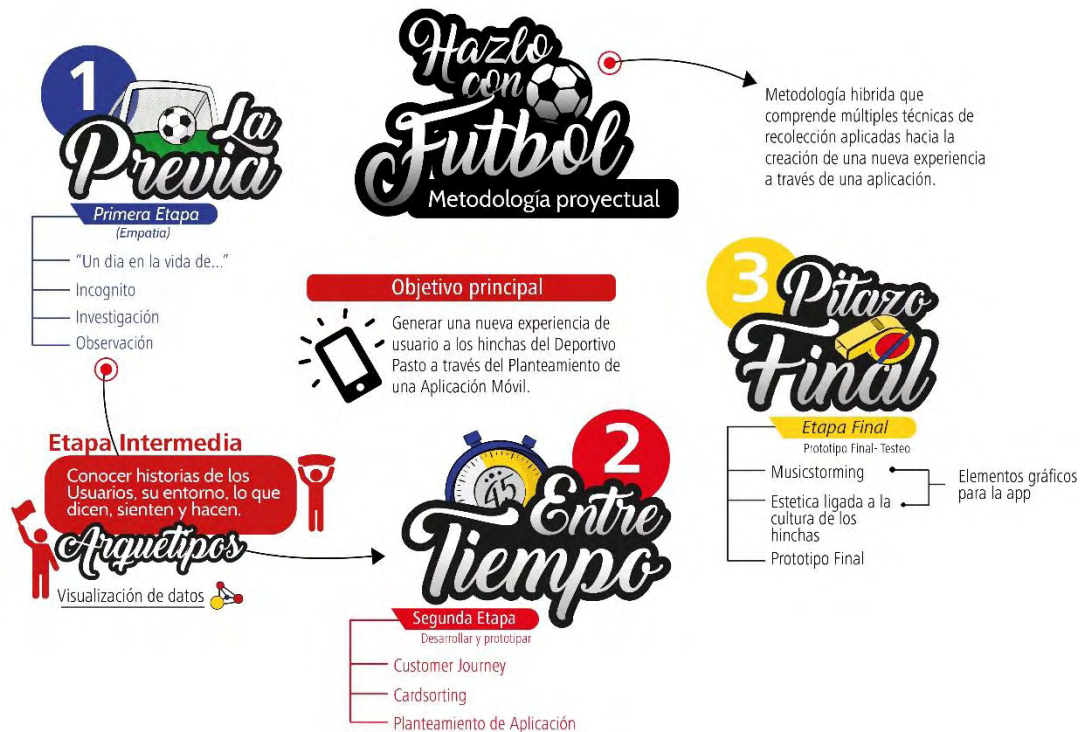 Hazlo
con
Futbol
Metodología proyectual
Metodología hibrida que
comprende múltiples técnicas de
recolección aplicadas hacia la
creación de una nueva experiencia
a través de una aplicación.
1
La
Previa
Primera Etapa
(Empatia)
"Un dia en la vida de..."
Incognito
Investigación
Observación
Objetivo principal
Generar una nueva experiencia de
usuario a los hinchas del Deportivo
Pasto a través del Planteamiento de
una Aplicación Móvil.
Etapa Intermedia
Conocer historias de los
Usuarios, su entorno, lo que
dicen, sienten y hacen.
Arquetipos
Visualización de datos
2
45
Entre
Tiempo
Segunda Etapa
Desarrollar y prototipar
Customer Journey
Cardsorting
Planteamiento de Aplicación
3
Pitazo
Final
Etapa Final
Prototipo Final- Testeo
Musicstorming
Estetica ligada a la
cultura de los
hinchas
Prototipo Final
Elementos gráficos
para la app